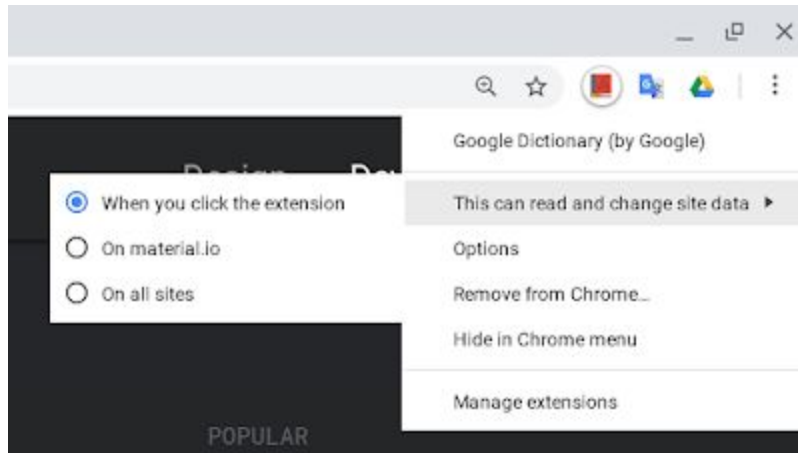 Google Dictionary (by Google)
When you click the extension
This can read and change site data
On material.io
Options
On all sites
Remove from Chrome...
Hide in Chrome menu
Manage extensions
POPULAR